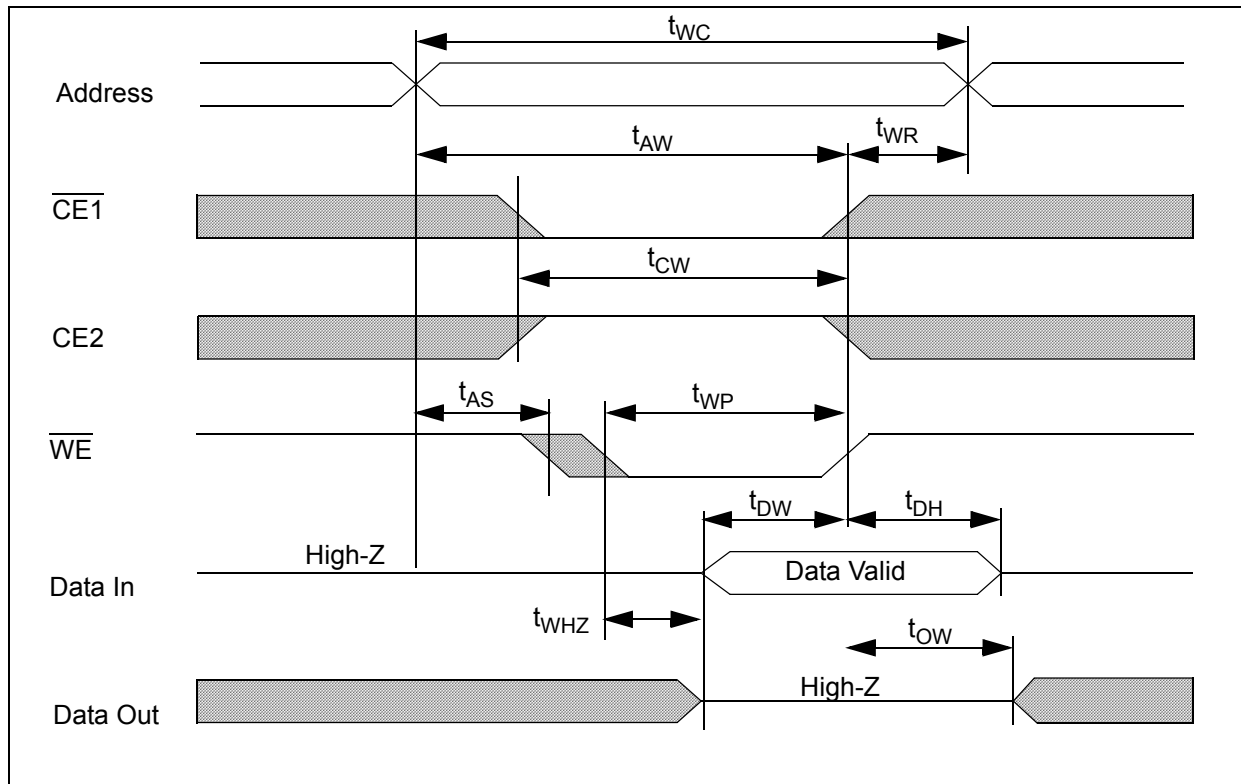 tWC
Address
tAW
tWR
CE1
tCW
CE2
tAS
tWP
WE
tDW
tDH
High-Z
Data Valid
Data In
tWHZ
tOW
High-Z
Data Out